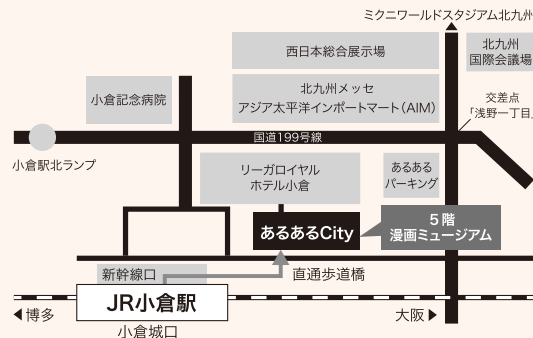 ミクニワールドスタジアム北九州
西日本総合展示場
北九州
国際会議場
小倉記念病院
北九州メッセ
アジア太平洋インポートマート（AIM）
交差点
「浅野一丁目」
国道199号線
小倉駅北ランプ
リーガロイヤル
ホテル小倉
あるある
パーキング
5階
漫画ミュージアム
あるあるCity
新幹線口
直通歩道橋
JR小倉駅
◀博多
大阪▶
小倉城口